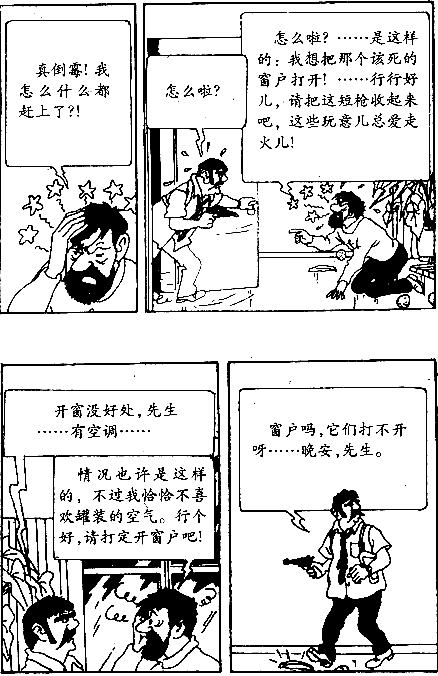 真倒霉！我
怎么什么都
赶上了？！
怎么啦？
怎么啦？……是这样
的：我想把那个该死的
窗户打开！……行行好
儿，请把这短枪收起来
吧，这些玩意儿总爱走
火儿！
开窗没好处，先生
……有空调……
情况也许是这样
的，不过我恰恰不喜
欢罐装的空气。行个
好，请打定开窗户吧！
窗户吗，它们打不开
呀……晚安，先生。